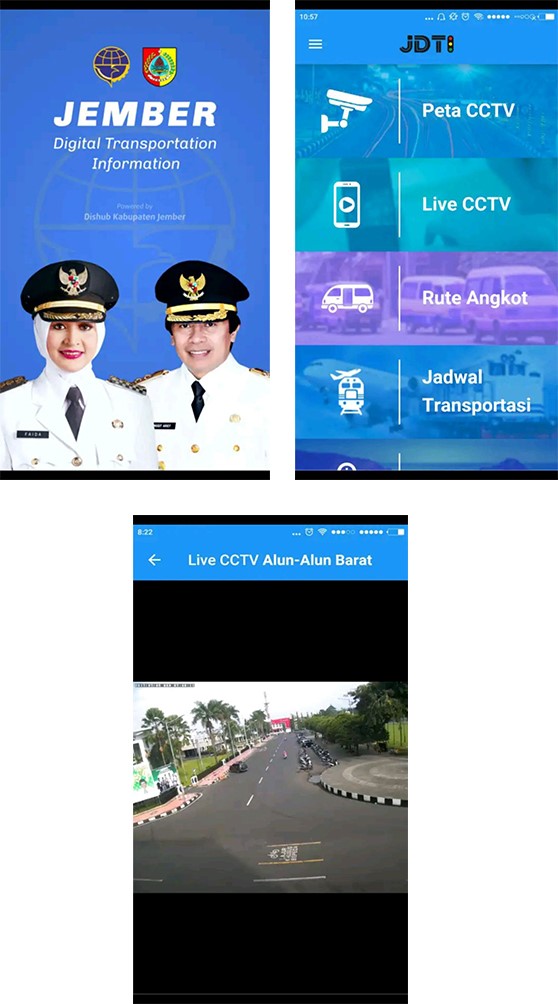 JEMBER
Digital Transportation
Information
Powered by
Dishub Kabupaten Jember
FAIDA
10:57
JDTI
Peta CCTV
Live CCTV
Rute Angkot
Jadwal
Transportasi
8:22
Live CCTV Alun-Alun Barat